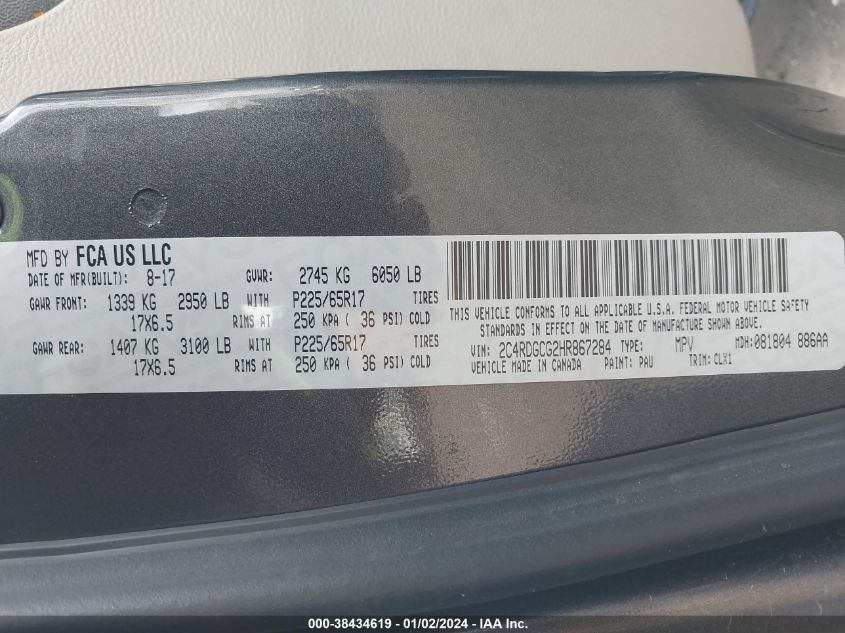 MFD BY FCA US LLC
DATE OF MFR(BUILT): 8-17 GVWR: 2745 KG 6050 LB
GAWR FRONT: 1339 KG 2950 LB WITH P225/65R17 TIRES
17X6.5 RIMS AT 250 KPA ( 36 PSI) COLD
GAWR REAR: 1407 KG 3100 LB WITH P225/65R17 TIRES
17X6.5 RIMS AT 250 KPA ( 36 PSI) COLD
THIS VEHICLE CONFORMS TO ALL APPLICABLE U.S.A. FEDERAL MOTOR VEHICLE SAFETY
STANDARDS IN EFFECT ON THE DATE OF MANUFACTURE SHOWN ABOVE.
VIN: 2C4RDGCG2HR867284 TYPE: MPV MDH: 081804 886AA
VEHICLE MADE IN CANADA PAINT: PAU TRIM: CLX1
000-38434619 - 01/02/2024 - IAAI Inc.